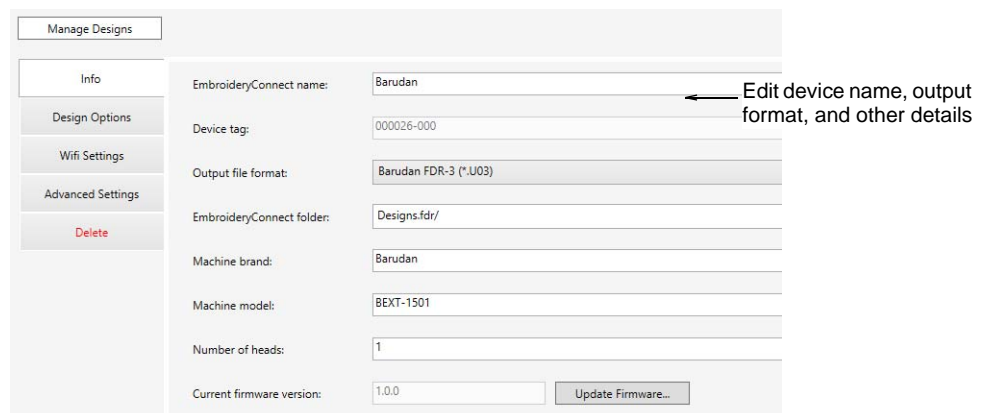 Manage Designs
Info
Design Options
Wifi Settings
Advanced Settings
Delete
EmbroideryConnect name: Barudan
Device tag: 000026-000
Output file format: Barudan FDR-3 (*.U03)
EmbroideryConnect folder: Designs.fdr/
Machine brand: Barudan
Machine model: BEXT-1501
Number of heads: 1
Current firmware version: 1.0.0 Update Firmware...
Edit device name, output
format, and other details